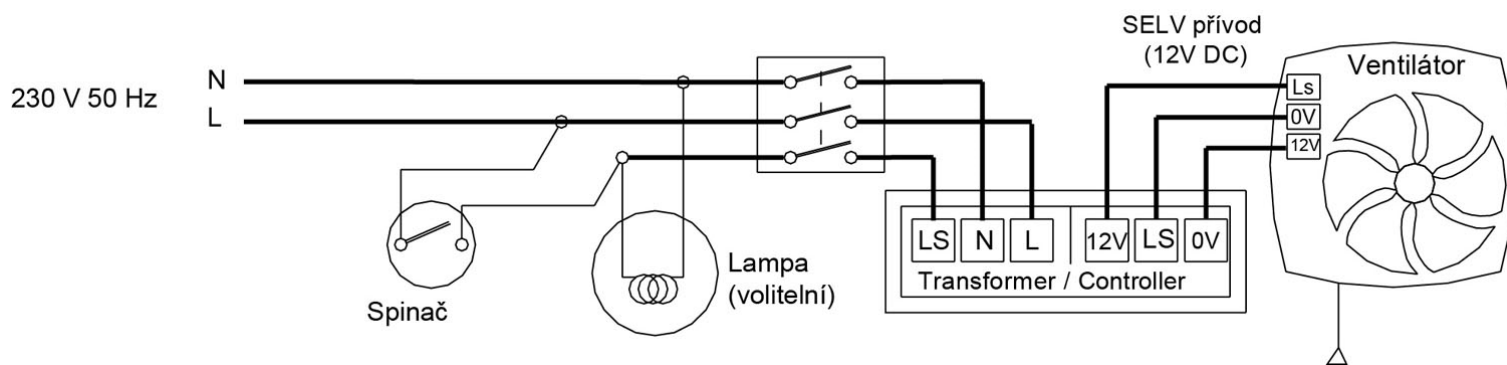 SELV přívod
(12V DC)
Ventilátor
230 V 50 Hz
N
L
Ls
0V
12V
LS N L 12V LS 0V
Transformer / Controller
Spinač
Lampa
(volitelní)